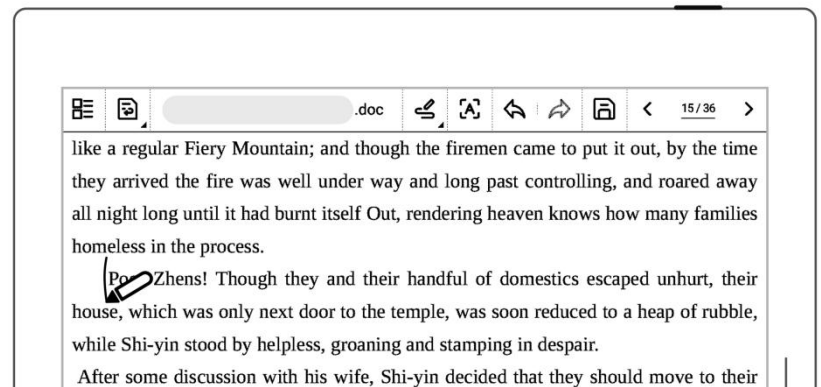 .doc
15/36
like a regular Fiery Mountain; and though the firemen came to put it out, by the time
they arrived the fire was well under way and long past controlling, and roared away
all night long until it had burnt itself Out, rendering heaven knows how many families
homeless in the process.
Zhens! Though they and their handful of domestics escaped unhurt, their
house, which was only next door to the temple, was soon reduced to a heap of rubble,
while Shi-yin stood by helpless, groaning and stamping in despair.
After some discussion with his wife, Shi-yin decided that they should move to their